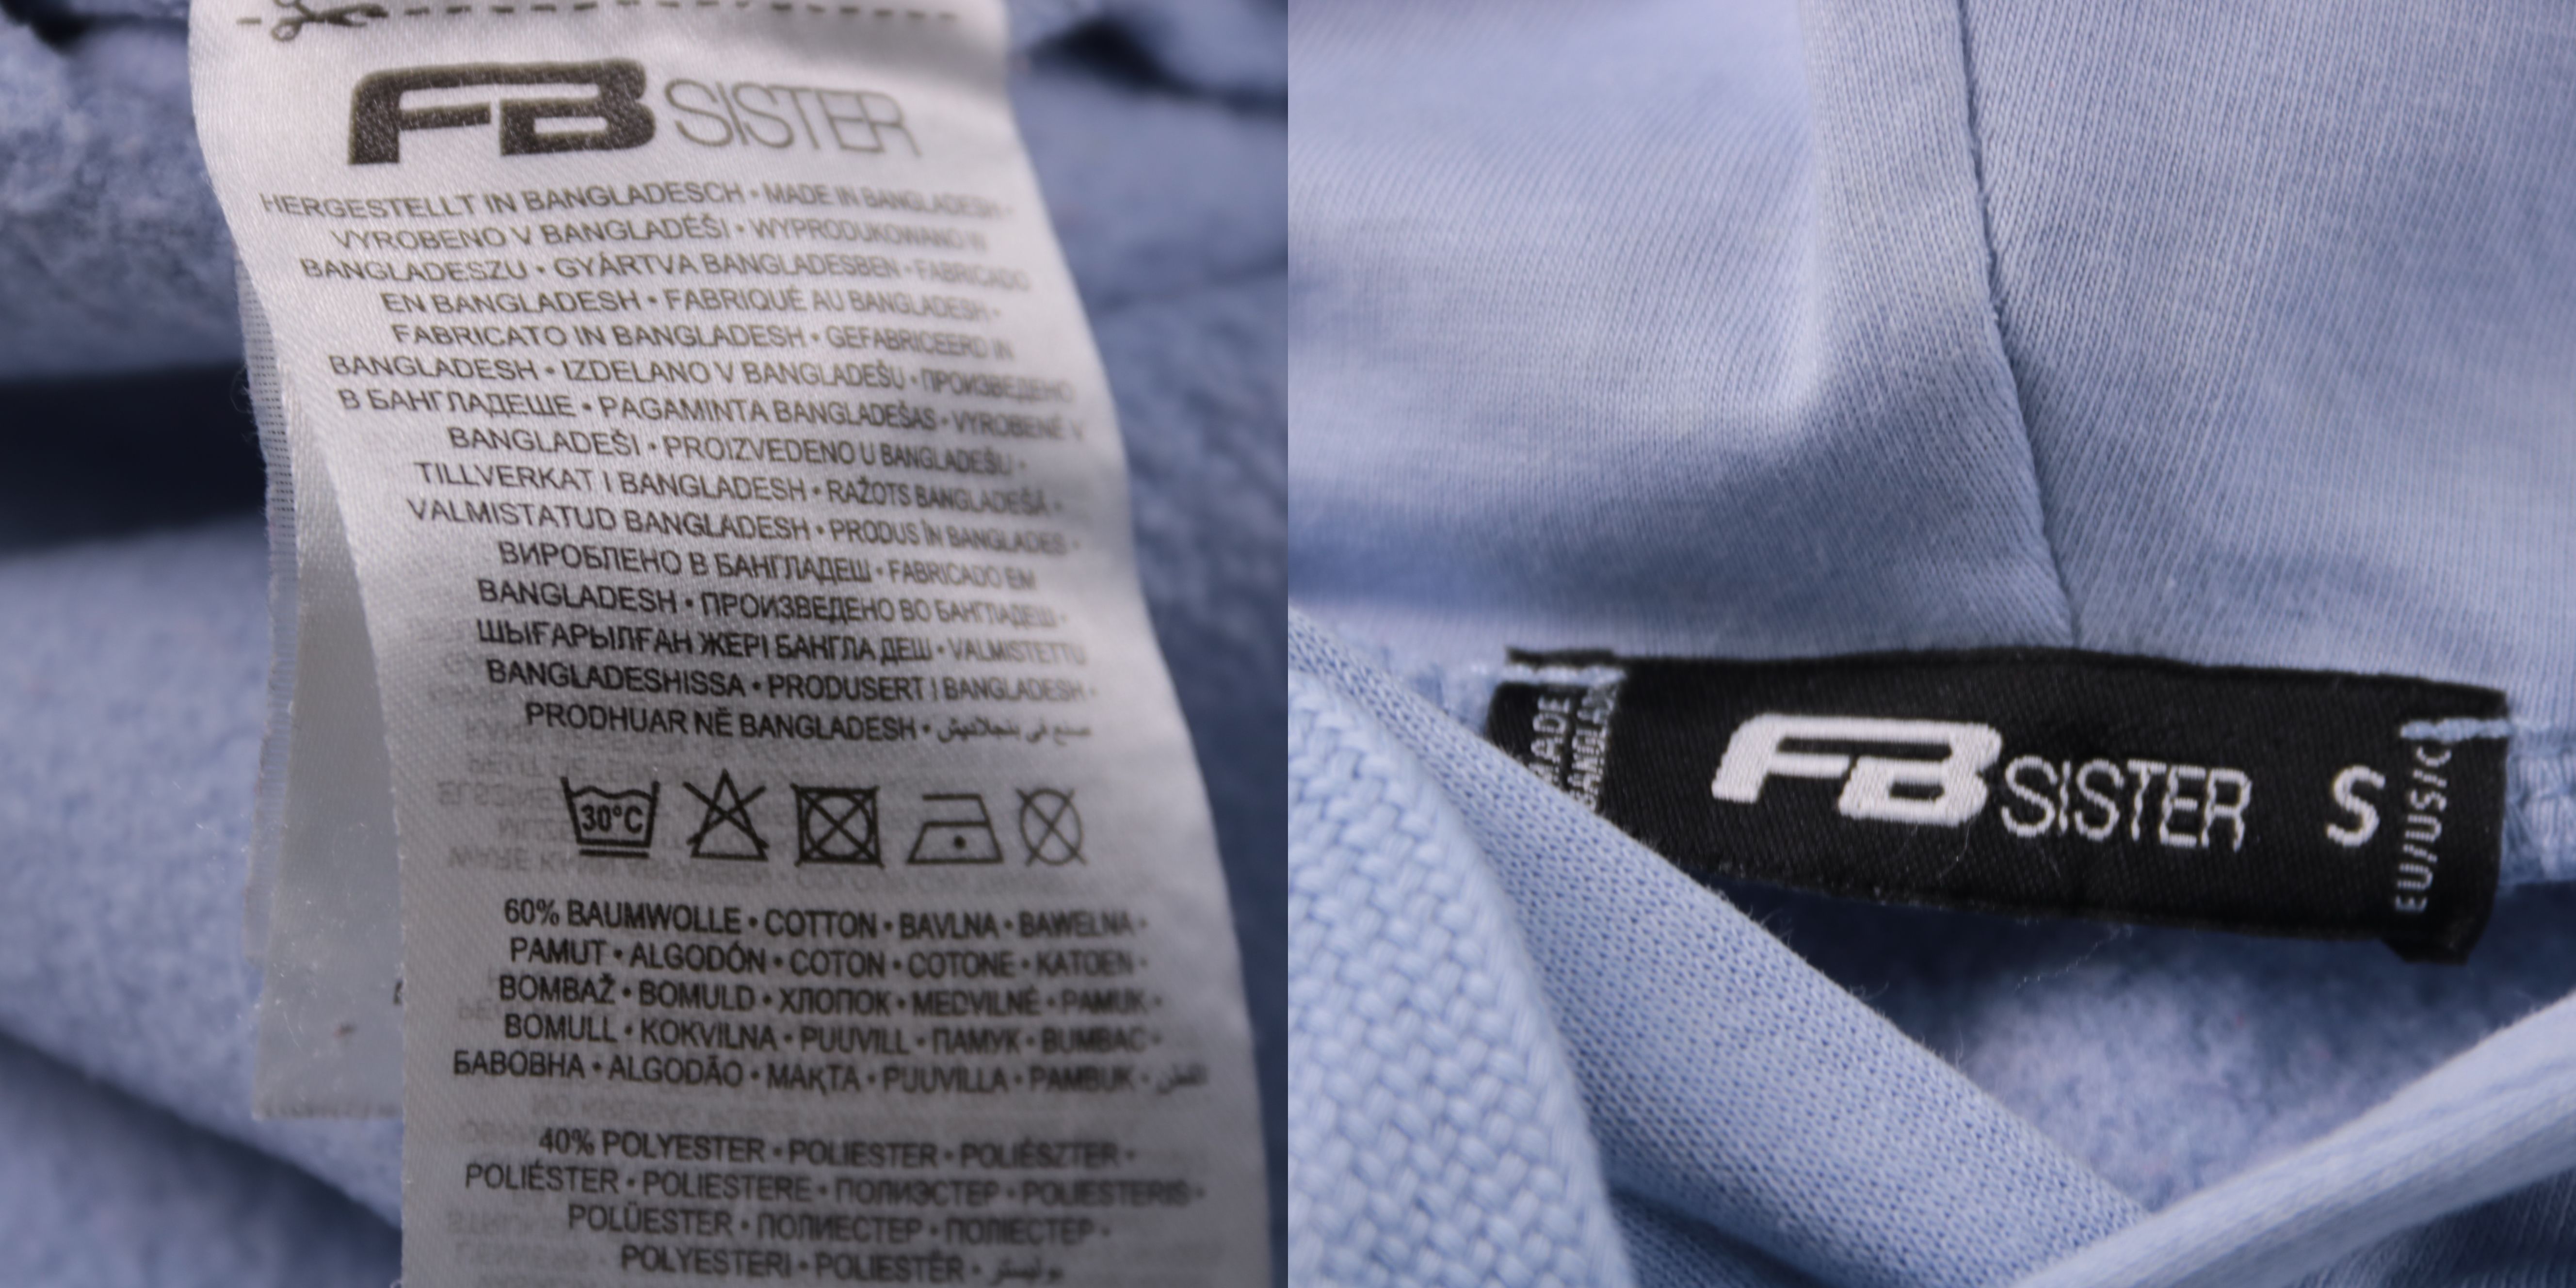 FB SISTER
HERGESTELLT IN BANGLADESCH • MADE IN BANGLADESH •
VYROBENO V BANGLADÉŠI • WYPRODUKOWANO W
BANGLADESZU • GYÁRTVA BANGLADESBEN • FABRICADO
EN BANGLADESH • FABRIQUÉ AU BANGLADESH •
FABRICATO IN BANGLADESH • GEFABRICEERD IN
BANGLADESH • IZDELANO V BANGLADEŠU • ПРОИЗВЕДЕНО
В БАНГЛАДЕШЕ • PAGAMINTA BANGLADEŠAS • VYROBENÉ V
BANGLADEŠI • PROIZVEDENO U BANGLADEŠU •
TILLVERKAT I BANGLADESH • RAŽOTS BANGLADEŠĀ •
VALMISTATUD BANGLADESH • PRODUS ÎN BANGLADES •
ВИРОБЛЕНО В БАНГЛАДЕШ • FABRICADO EM
BANGLADESH • ПРОИЗВЕДЕНО ВО БАНГЛАДЕШ •
ШЫҒАРЫЛҒАН ЖЕРІ БАНГЛА ДЕШ • VALMISTETTU
BANGLADESHISSA • PRODUSERT I BANGLADESH •
PRODHUAR NË BANGLADESH • صنع في بنجلاديش
30°C
60% BAUMWOLLE • COTTON • BAVLNA • BAWEŁNA •
PAMUT • ALGODÓN • COTON • COTONE • KATOEN •
BOMBAŽ • BOMULD • ХЛОПОК • MEDVILNĖ • PAMUK •
BOMULL • KOKVILNA • PUUVILL • ПАМУК • BUMBAC •
БАВОВНА • ALGODÃO • МАҚТА • PUUVILLA • PAMBUK • القطن
40% POLYESTER • POLIESTER • POLIÉSZTER •
POLIÉSTER • POLIESTERE • ПОЛИЭСТЕР • POLIESTERIS •
POLÜESTER • ПОЛИЕСТЕР • ПОЛІЕСТЕР •
POLYESTERI • POLIESTËR • بوليستر
MADE
FB SISTER S
EU/US/